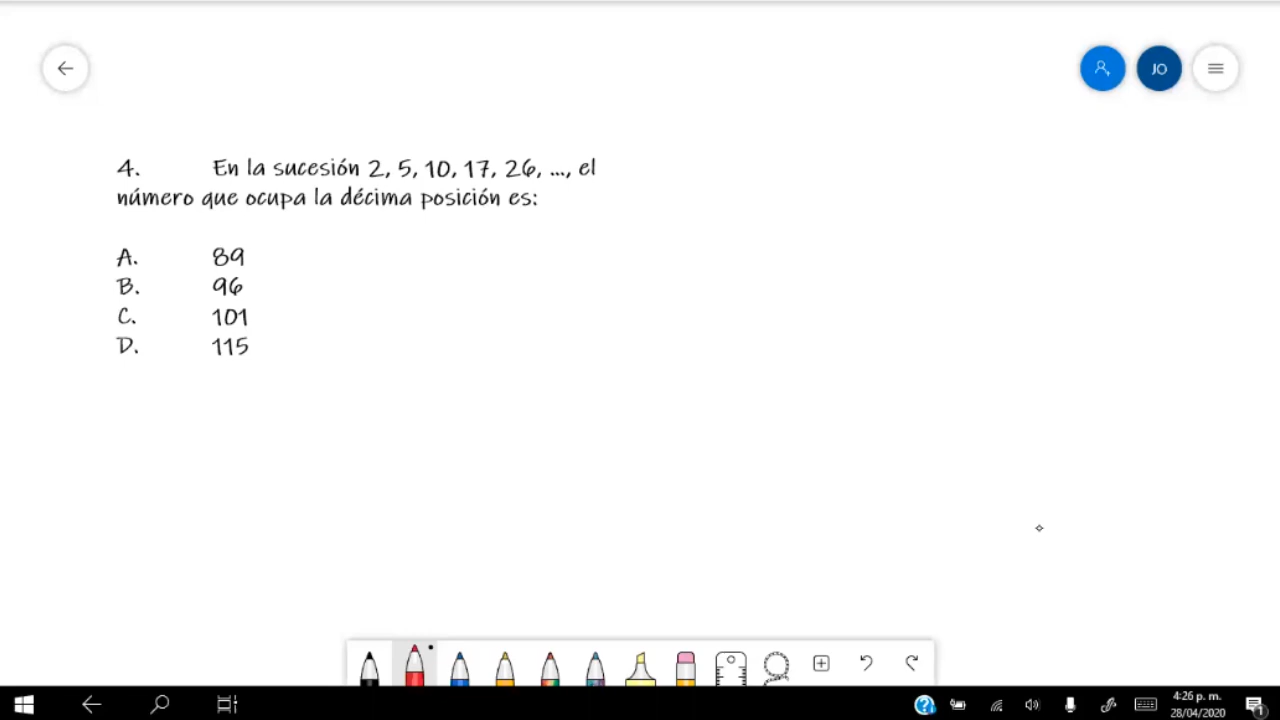 JO
4. En la sucesión 2, 5, 10, 17, 26, ..., el
número que ocupa la décima posición es:
A. 89
B. 96
C. 101
D. 115
4:26 p. m.
28/04/2020
1